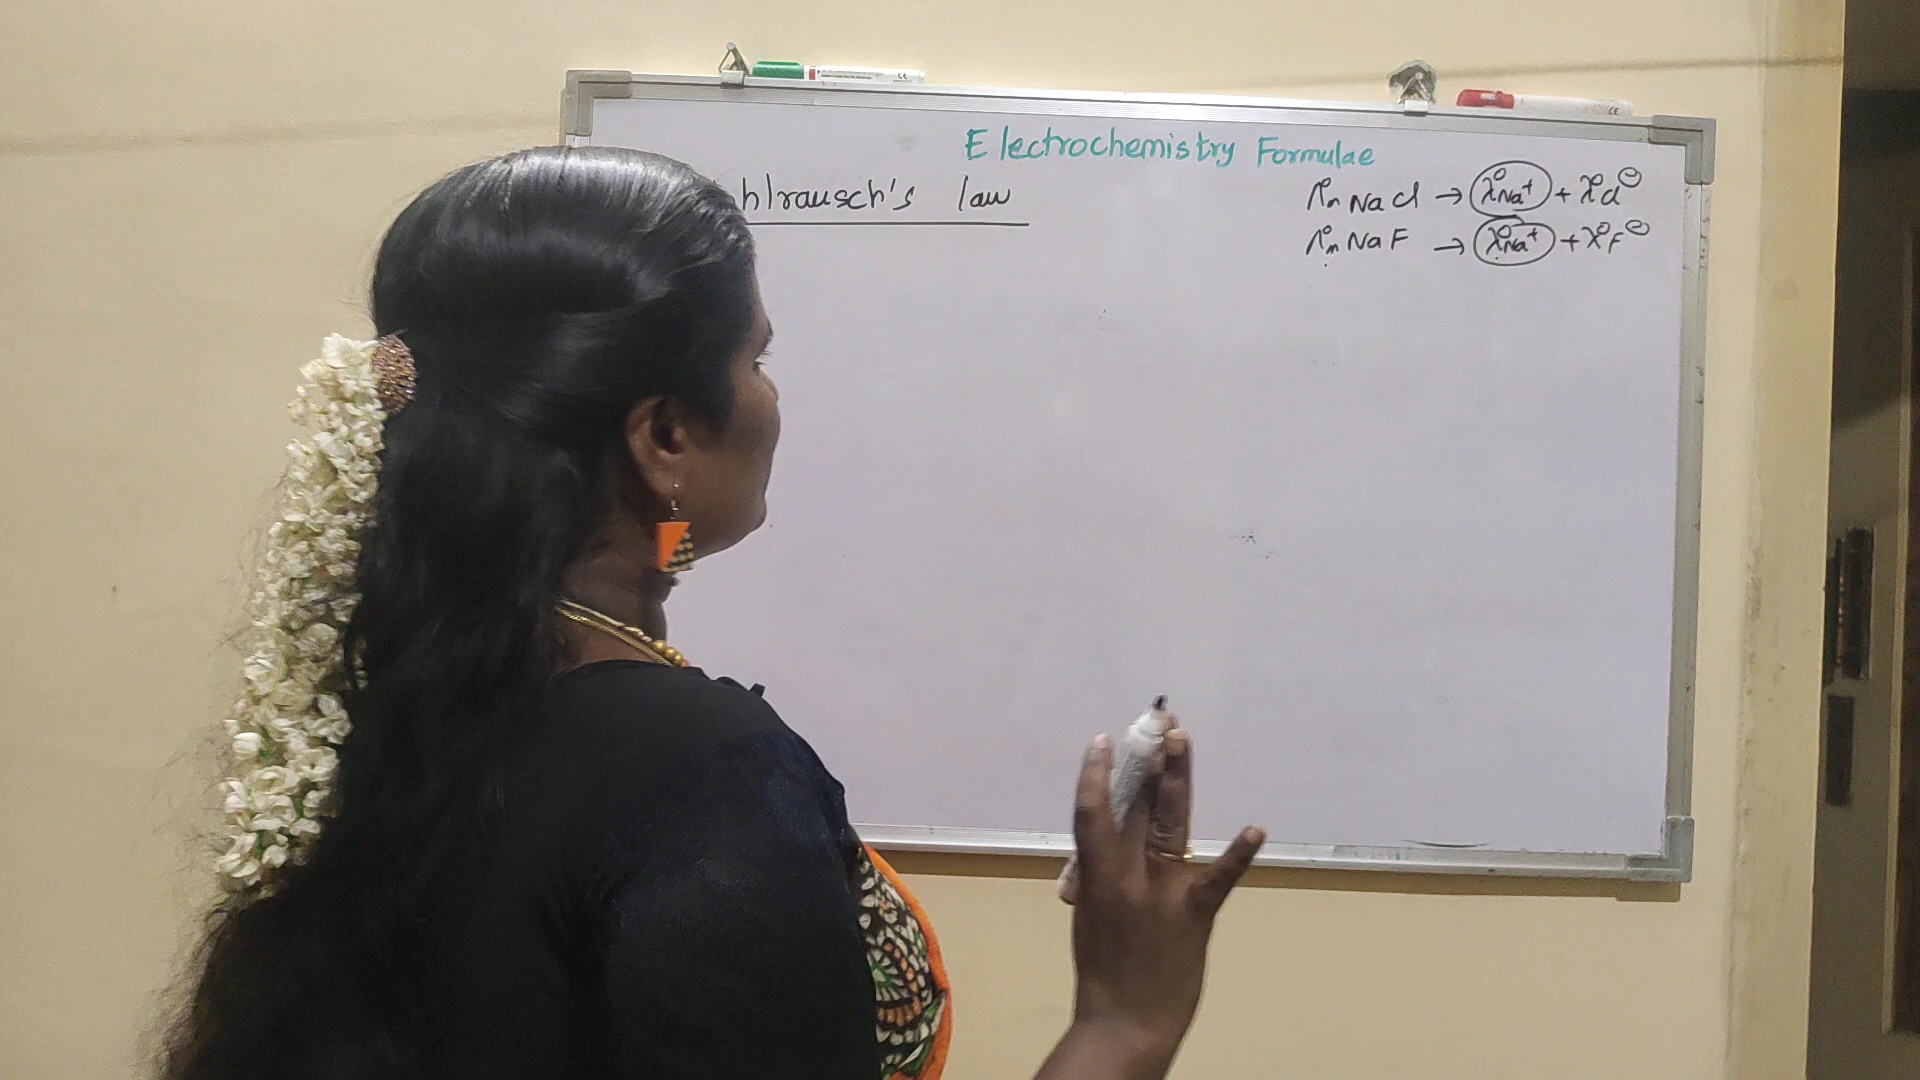 Electrochemistry Formulae
hlrausch's law
Λ°m NaCl → λ°Na⁺ + λ°Cl⊖
Λ°m NaF → λ°Na⁺ + λ°F⊖